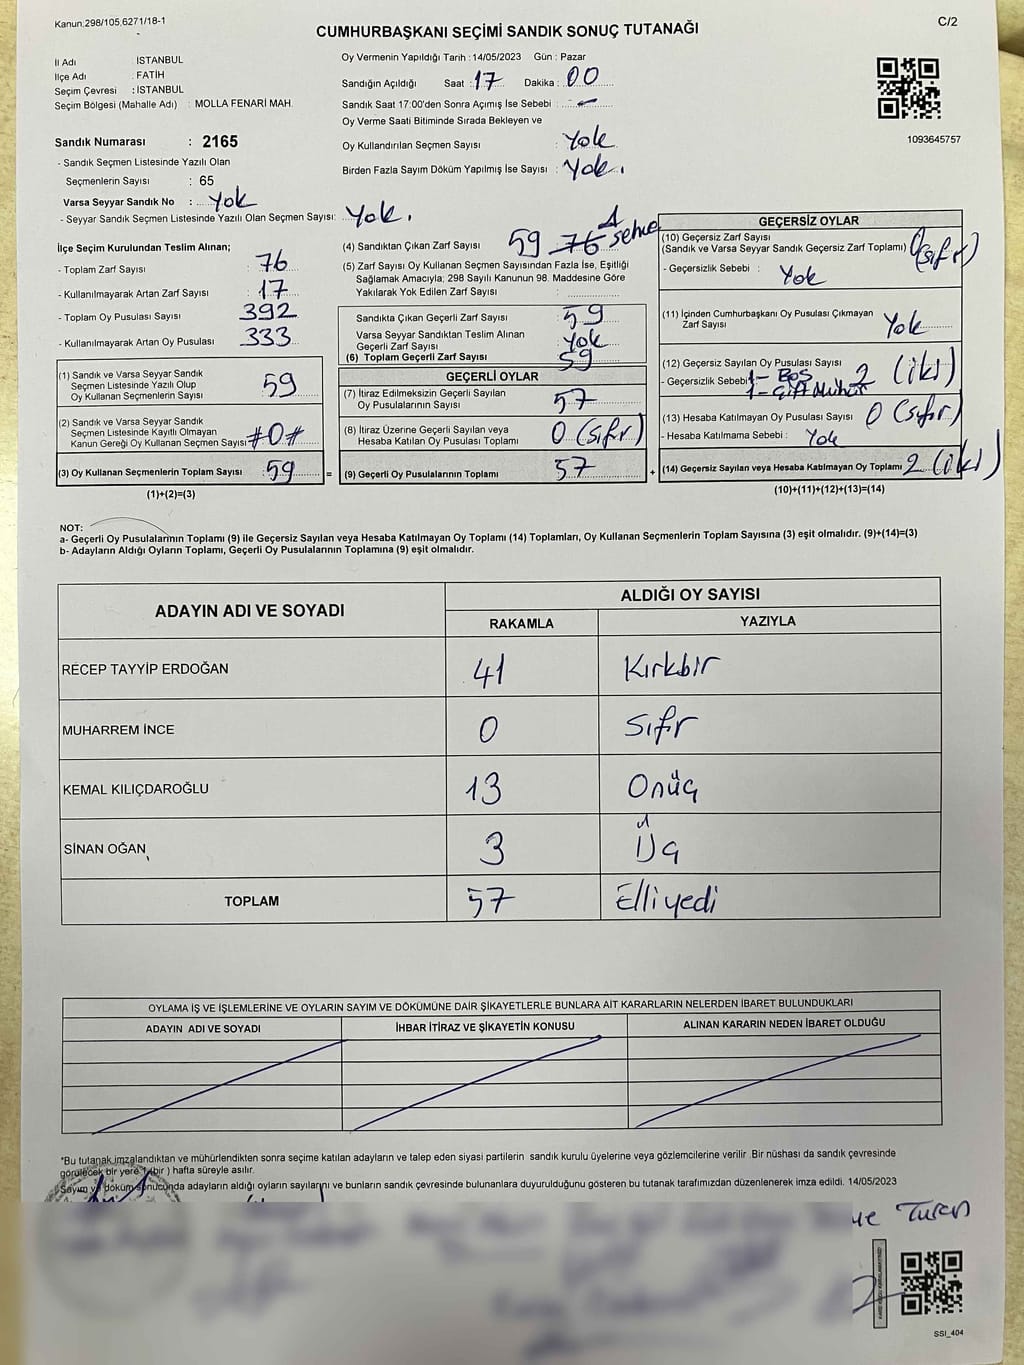 Kanun:298/105,6271/18-1
C/2
CUMHURBAŞKANI SEÇİMİ SANDIK SONUÇ TUTANAĞI
İl Adı : İSTANBUL
İlçe Adı : FATİH
Seçim Çevresi : İSTANBUL
Seçim Bölgesi (Mahalle Adı) : MOLLA FENARİ MAH.
Sandık Numarası : 2165
- Sandık Seçmen Listesinde Yazılı Olan
Seçmenlerin Sayısı : 65
Varsa Seyyar Sandık No : Yok
- Seyyar Sandık Seçmen Listesinde Yazılı Olan Seçmen Sayısı: Yok.
Oy Vermenin Yapıldığı Tarih : 14/05/2023 Gün : Pazar
Sandığın Açıldığı Saat : 17 Dakika : 00
Sandık Saat 17:00'den Sonra Açımış İse Sebebi : -
Oy Verme Saati Bitiminde Sırada Bekleyen ve
Oy Kullandırılan Seçmen Sayısı : Yok
Birden Fazla Sayım Döküm Yapılmış İse Sayısı : Yok.
1093645757
İlçe Seçim Kurulundan Teslim Alınan;
- Toplam Zarf Sayısı : 76
- Kullanılmayarak Artan Zarf Sayısı : 17
- Toplam Oy Pusulası Sayısı : 392
- Kullanılmayarak Artan Oy Pusulası : 333
(1) Sandık ve Varsa Seyyar Sandık
Seçmen Listesinde Yazılı Olup
Oy Kullanan Seçmenlerin Sayısı : 59
(2) Sandık ve Varsa Seyyar Sandık
Seçmen Listesinde Kayıtlı Olmayan
Kanun Gereği Oy Kullanan Seçmen Sayısı : #0#
(3) Oy Kullanan Seçmenlerin Toplam Sayısı : 59
(1)+(2)=(3)
(4) Sandıktan Çıkan Zarf Sayısı : 59 76 sehve
(5) Zarf Sayısı Oy Kullanan Seçmen Sayısından Fazla İse, Eşitliği
Sağlamak Amacıyla; 298 Sayılı Kanunun 98. Maddesine Göre
Yakılarak Yok Edilen Zarf Sayısı :
Sandıkta Çıkan Geçerli Zarf Sayısı : 59
Varsa Seyyar Sandıktan Teslim Alınan
Geçerli Zarf Sayısı : Yok
(6) Toplam Geçerli Zarf Sayısı : 59
GEÇERLİ OYLAR
(7) İtiraz Edilmeksizin Geçerli Sayılan
Oy Pusulalarının Sayısı : 57
(8) İtiraz Üzerine Geçerli Sayılan veya
Hesaba Katılan Oy Pusulası Toplamı : 0 (sıfır)
= (9) Geçerli Oy Pusulalarının Toplamı : 57 +
GEÇERSİZ OYLAR
(10) Geçersiz Zarf Sayısı
(Sandık ve Varsa Seyyar Sandık Geçersiz Zarf Toplamı) : 0 (sıfır)
- Geçersizlik Sebebi : Yok
(11) İçinden Cumhurbaşkanı Oy Pusulası Çıkmayan
Zarf Sayısı : Yok
(12) Geçersiz Sayılan Oy Pusulası Sayısı : 2 (iki)
- Geçersizlik Sebebi : 1- Boş
1- Çift Mühür
(13) Hesaba Katılmayan Oy Pusulası Sayısı : 0 (sıfır)
- Hesaba Katılmama Sebebi : Yok
(14) Geçersiz Sayılan veya Hesaba Katılmayan Oy Toplamı : 2 (iki)
(10)+(11)+(12)+(13)=(14)
NOT:
a- Geçerli Oy Pusulalarının Toplamı (9) ile Geçersiz Sayılan veya Hesaba Katılmayan Oy Toplamı (14) Toplamları, Oy Kullanan Seçmenlerin Toplam Sayısına (3) eşit olmalıdır. (9)+(14)=(3)
b- Adayların Aldığı Oyların Toplamı, Geçerli Oy Pusulalarının Toplamına (9) eşit olmalıdır.
ADAYIN ADI VE SOYADI ALDIĞI OY SAYISI
RAKAMLA YAZIYLA
RECEP TAYYİP ERDOĞAN 41 Kırkbir
MUHARREM İNCE 0 Sıfır
KEMAL KILIÇDAROĞLU 13 Onüç
SİNAN OĞAN 3 Üç
TOPLAM 57 Elliyedi
OYLAMA İŞ VE İŞLEMLERİNE VE OYLARIN SAYIM VE DÖKÜMÜNE DAİR ŞİKAYETLERLE BUNLARA AİT KARARLARIN NELERDEN İBARET BULUNDUKLARI
ADAYIN ADI VE SOYADI İHBAR İTİRAZ VE ŞİKAYETİN KONUSU ALINAN KARARIN NEDEN İBARET OLDUĞU
*Bu tutanak imzalandıktan ve mühürlendikten sonra seçime katılan adayların ve talep eden siyasi partilerin sandık kurulu üyelerine veya gözlemcilerine verilir .Bir nüshası da sandık çevresinde
görülecek bir yere 1 (bir ) hafta süreyle asılır.
Sayım ve döküm sonucunda adayların aldığı oyların sayılarını ve bunların sandık çevresinde bulunanlara duyurulduğunu gösteren bu tutanak tarafımızdan düzenlenerek imza edildi. 14/05/2023
Turan
SSI_404